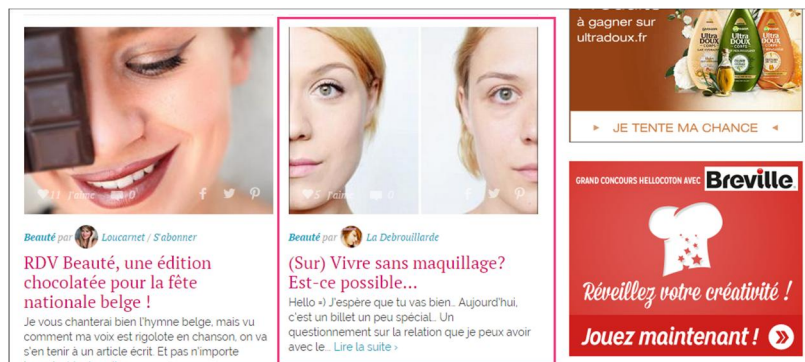 11 J'aime 0
Beauté par Loucarnet / S'abonner
RDV Beauté, une édition
chocolatée pour la fête
nationale belge !
Je vous chanterai bien l'hymne belge, mais vu
comment ma voix est rigolote en chanson, on va
s'en tenir à un article écrit. Et pas n'importe
5 J'aime 0
Beauté par La Debrouillarde
(Sur) Vivre sans maquillage?
Est-ce possible...
Hello =) J'espère que tu vas bien... Aujourd'hui,
c'est un billet un peu spécial... Un
questionnement sur la relation que je peux avoir
avec le... Lire la suite ›
à gagner sur
ultradoux.fr
Ultra
DOUX
CORPS
Ultra
DOUX
CORPS
Ultra
DOUX
JE TENTE MA CHANCE
GRAND CONCOURS HELLOCOTON AVEC Breville
Réveillez votre créativité !
Jouez maintenant !